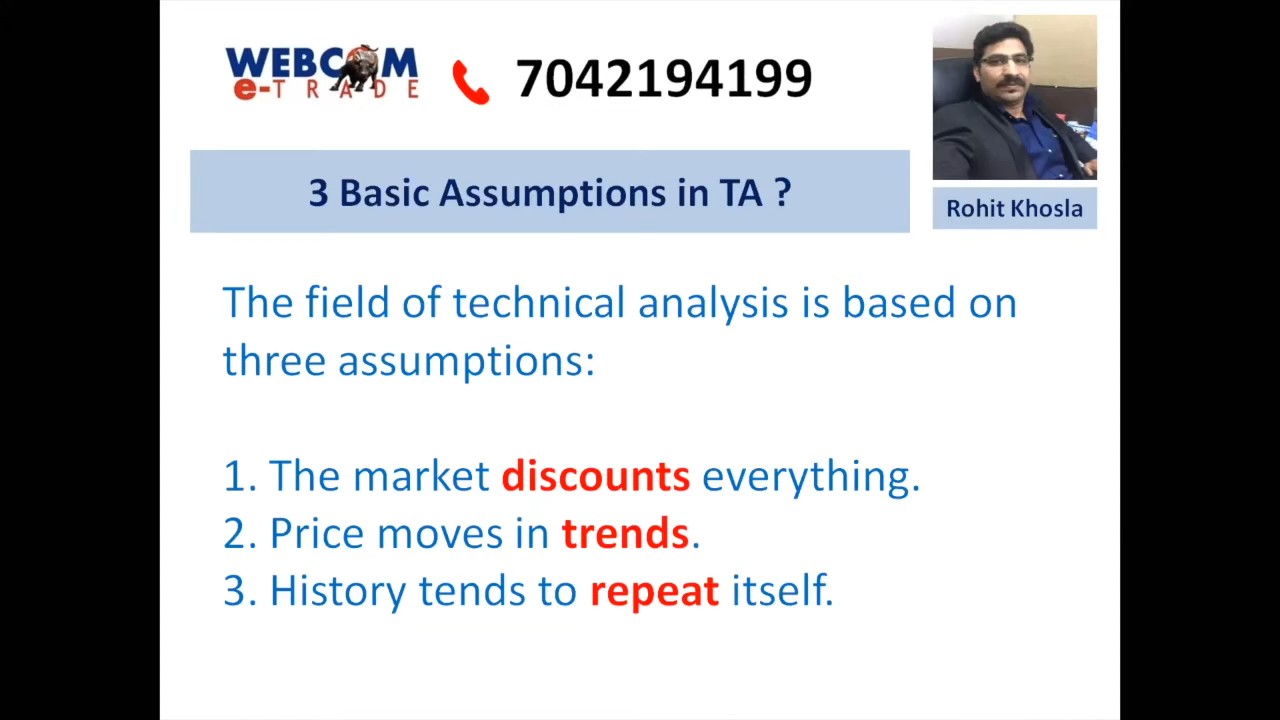 WEBCOM
e-TRADE
7042194199
3 Basic Assumptions in TA ?
Rohit Khosla
The field of technical analysis is based on
three assumptions:
1. The market discounts everything.
2. Price moves in trends.
3. History tends to repeat itself.